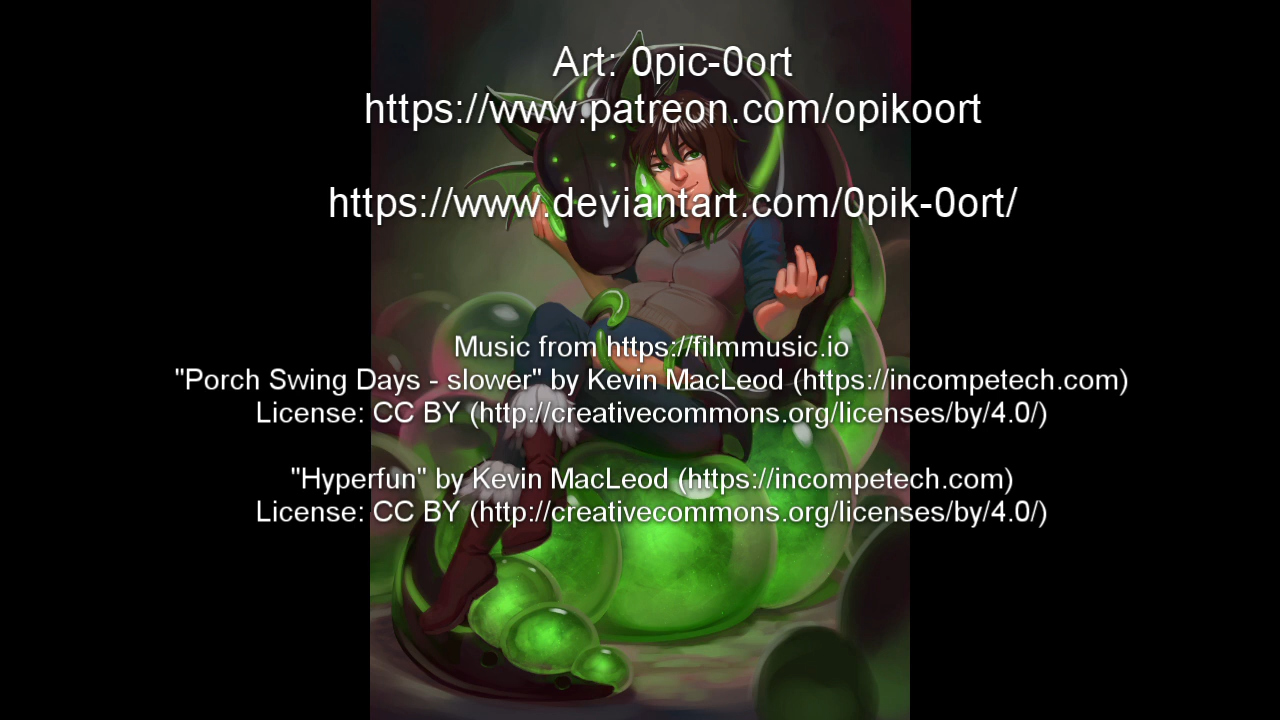 Art: 0pic-0ort
https://www.patreon.com/opikoort
https://www.deviantart.com/0pik-0ort/
Music from https://filmmusic.io
"Porch Swing Days - slower" by Kevin MacLeod (https://incompetech.com)
License: CC BY (http://creativecommons.org/licenses/by/4.0/)
"Hyperfun" by Kevin MacLeod (https://incompetech.com)
License: CC BY (http://creativecommons.org/licenses/by/4.0/)